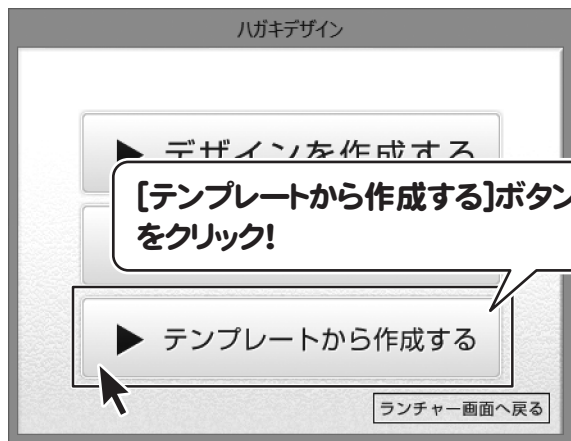 ハガキデザイン
デザインを作成する
[テンプレートから作成する]ボタン
をクリック!
テンプレートから作成する
ランチャー画面へ戻る